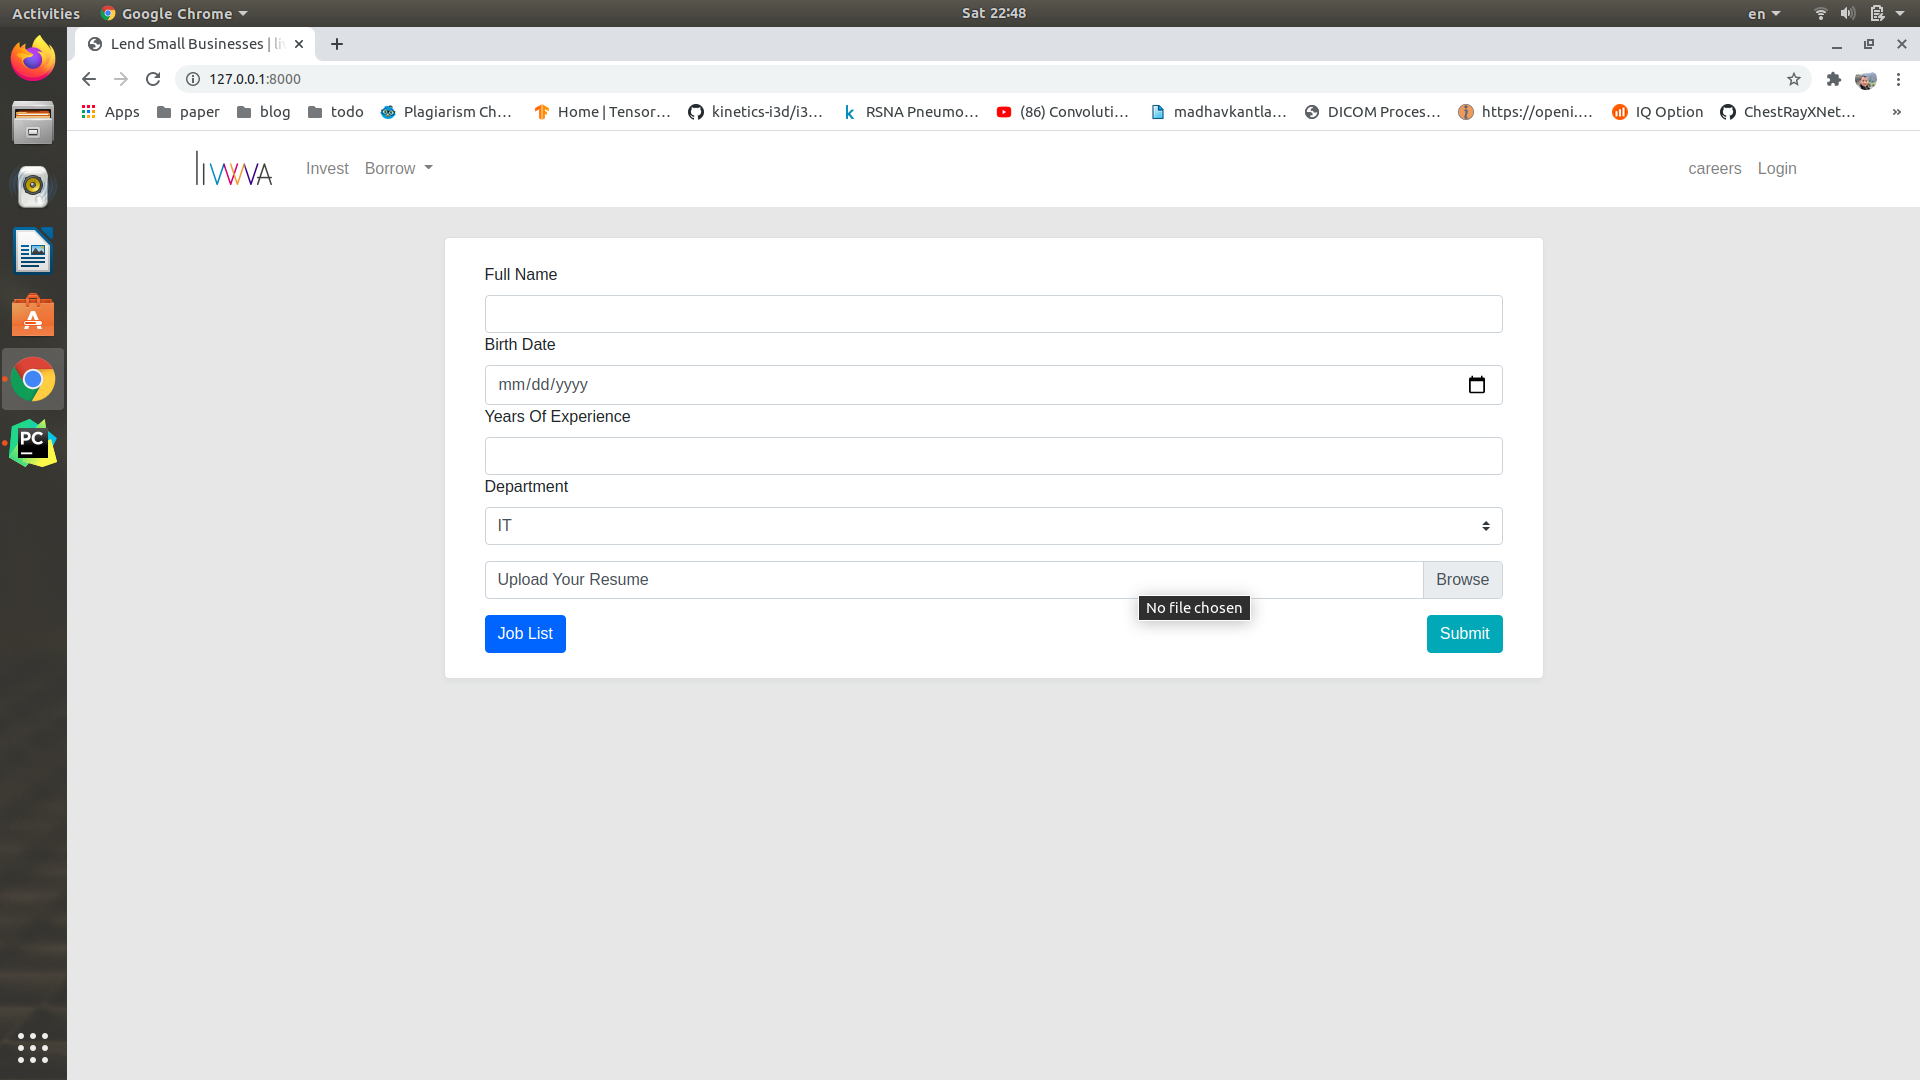 Activities Google Chrome Sat 22:48 en
Lend Small Businesses | li
127.0.0.1:8000
Apps paper blog todo Plagiarism Ch… Home | Tensor… kinetics-i3d/i3… RSNA Pneumo… (86) Convoluti… madhavkantla… DICOM Proces… https://openi.… IQ Option ChestRayXNet… »
liwwa Invest Borrow careers Login
Full Name
Birth Date
mm/dd/yyyy
Years Of Experience
Department
IT
Upload Your Resume Browse
No file chosen
Job List Submit
PC